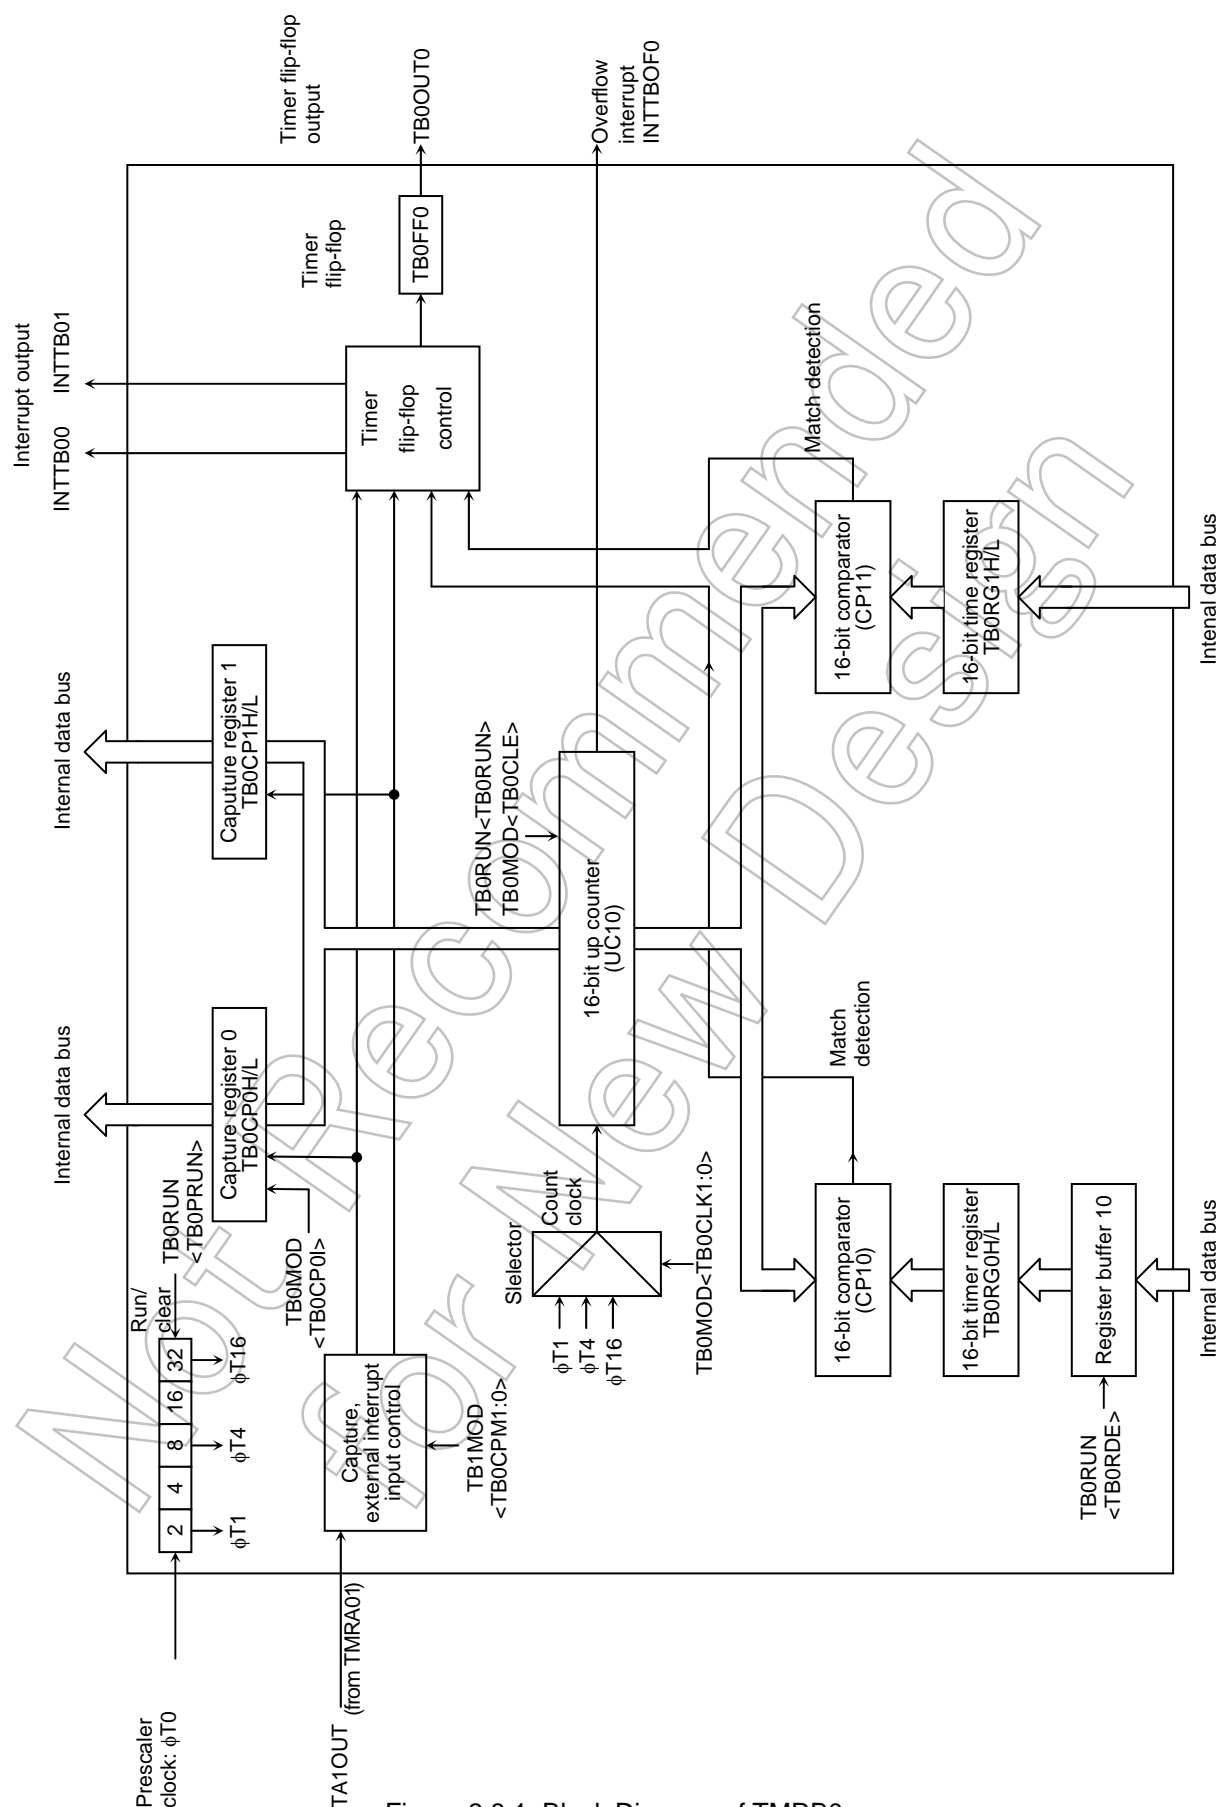 Prescaler
clock: ϕT0
Run/
clear
TB0RUN
<TB0PRUN>
2
4
8
16
32
ϕT1
ϕT4
ϕT16
TA1OUT
(from TMRA01)
Capture,
external interrupt
input control
TB1MOD
<TB0CPM1:0>
TB0MOD
<TB0CP0I>
Internal data bus
Capture register 0
TB0CP0H/L
Internal data bus
Caputure register 1
TB0CP1H/L
Interrupt output
INTTB00
INTTB01
Timer
flip-flop
control
Timer
flip-flop
TB0FF0
Timer flip-flop
output
TB0OUT0
Slelector
ϕT1
ϕT4
ϕT16
Count
clock
TB0MOD<TB0CLK1:0>
TB0RUN<TB0RUN>
TB0MOD<TB0CLE>
16-bit up counter
(UC10)
Overflow
interrupt
INTTBOF0
Match
detection
16-bit comparator
(CP10)
16-bit timer register
TB0RG0H/L
Register buffer 10
TB0RUN
<TB0RDE>
Internal data bus
Match detection
16-bit comparator
(CP11)
16-bit time register
TB0RG1H/L
Intenal data bus
Not Recommended
for New Design